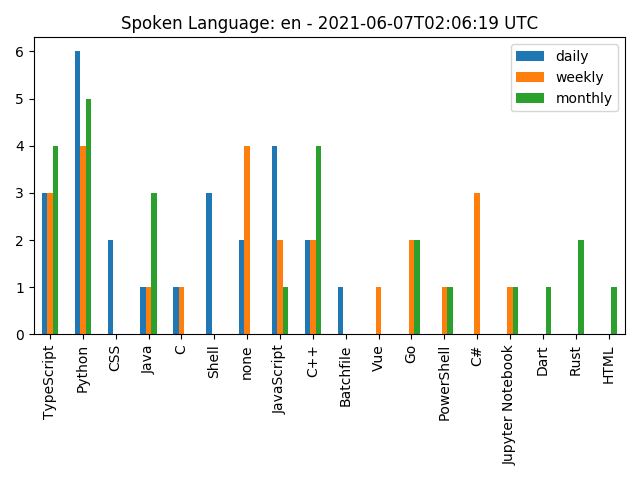 Spoken Language: en - 2021-06-07T02:06:19 UTC
daily
weekly
monthly
6
5
4
3
2
1
0
TypeScript
Python
CSS
Java
C
Shell
none
JavaScript
C++
Batchfile
Vue
Go
PowerShell
C#
Jupyter Notebook
Dart
Rust
HTML